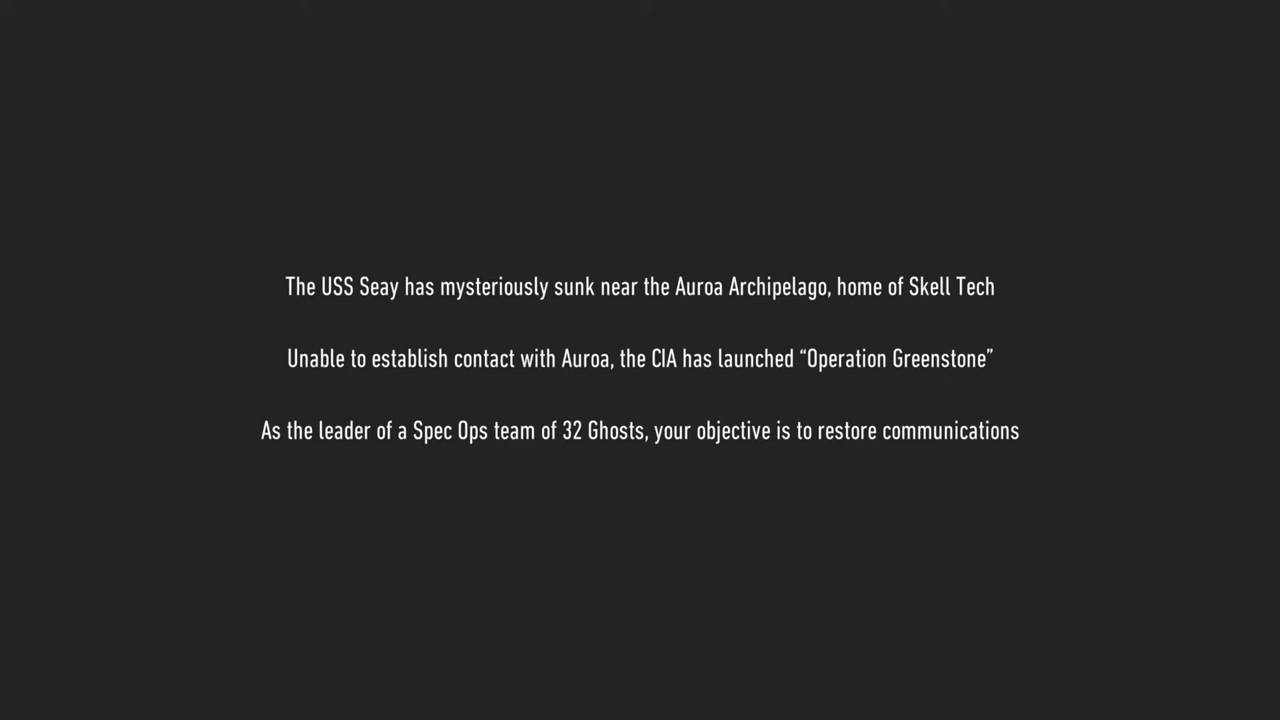 The USS Seay has mysteriously sunk near the Auroa Archipelago, home of Skell Tech
Unable to establish contact with Auroa, the CIA has launched “Operation Greenstone”
As the leader of a Spec Ops team of 32 Ghosts, your objective is to restore communications